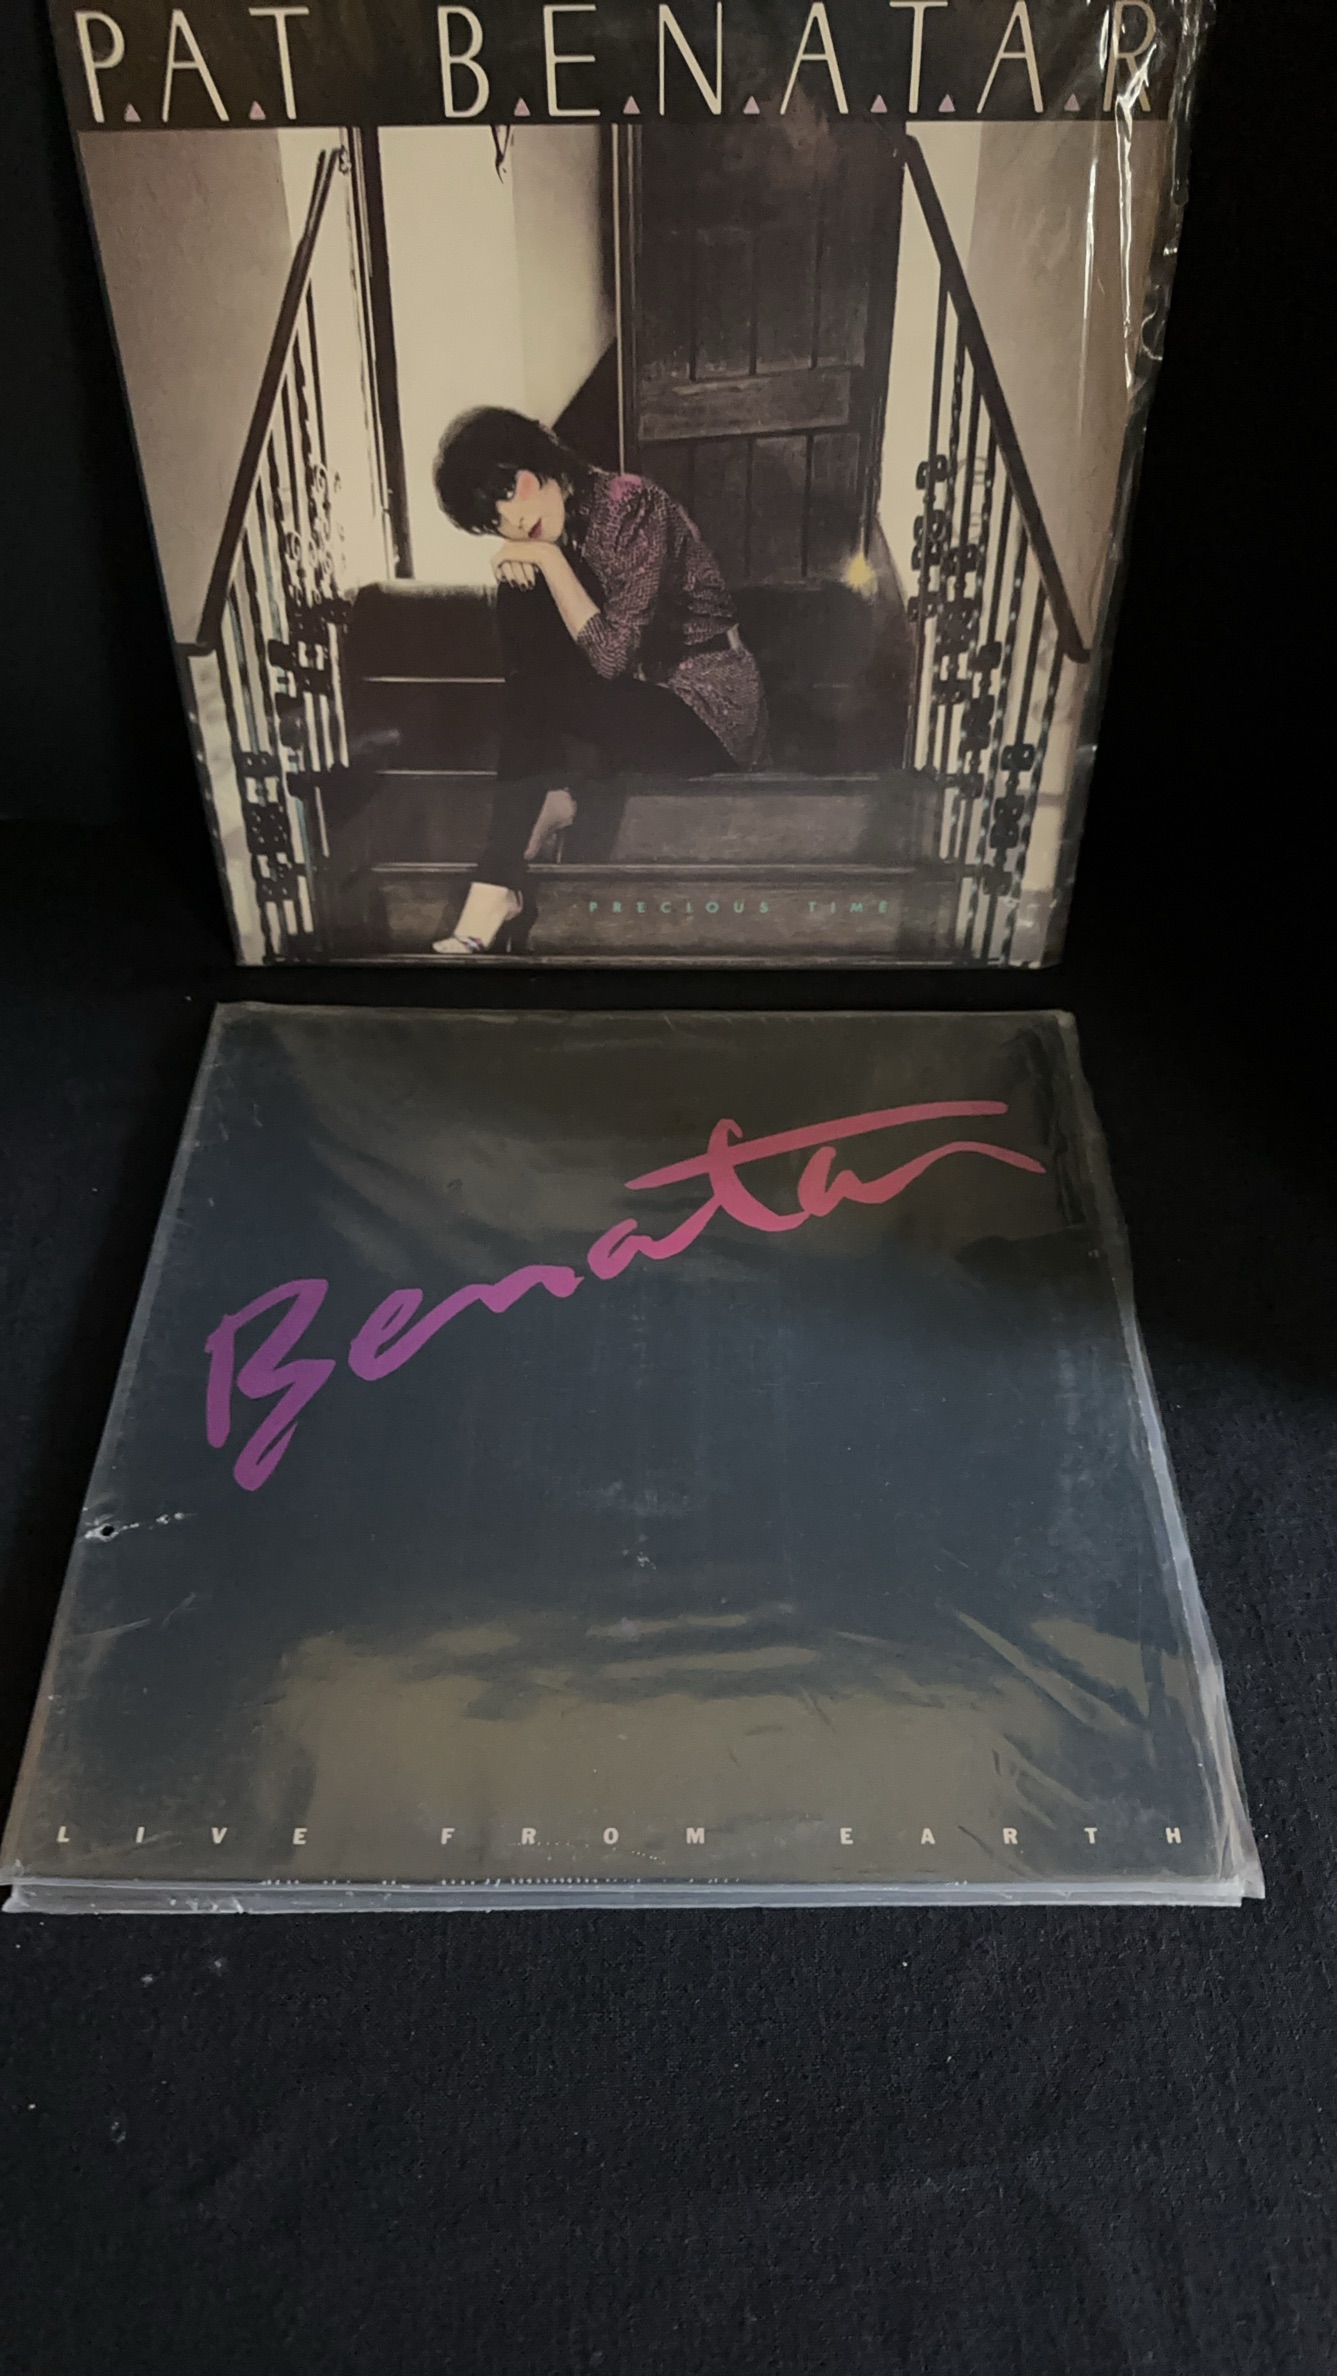 P.A.T B.E.N.A.T.A.R
PRECIOUS TIME
Benatar
LIVE FROM EARTH